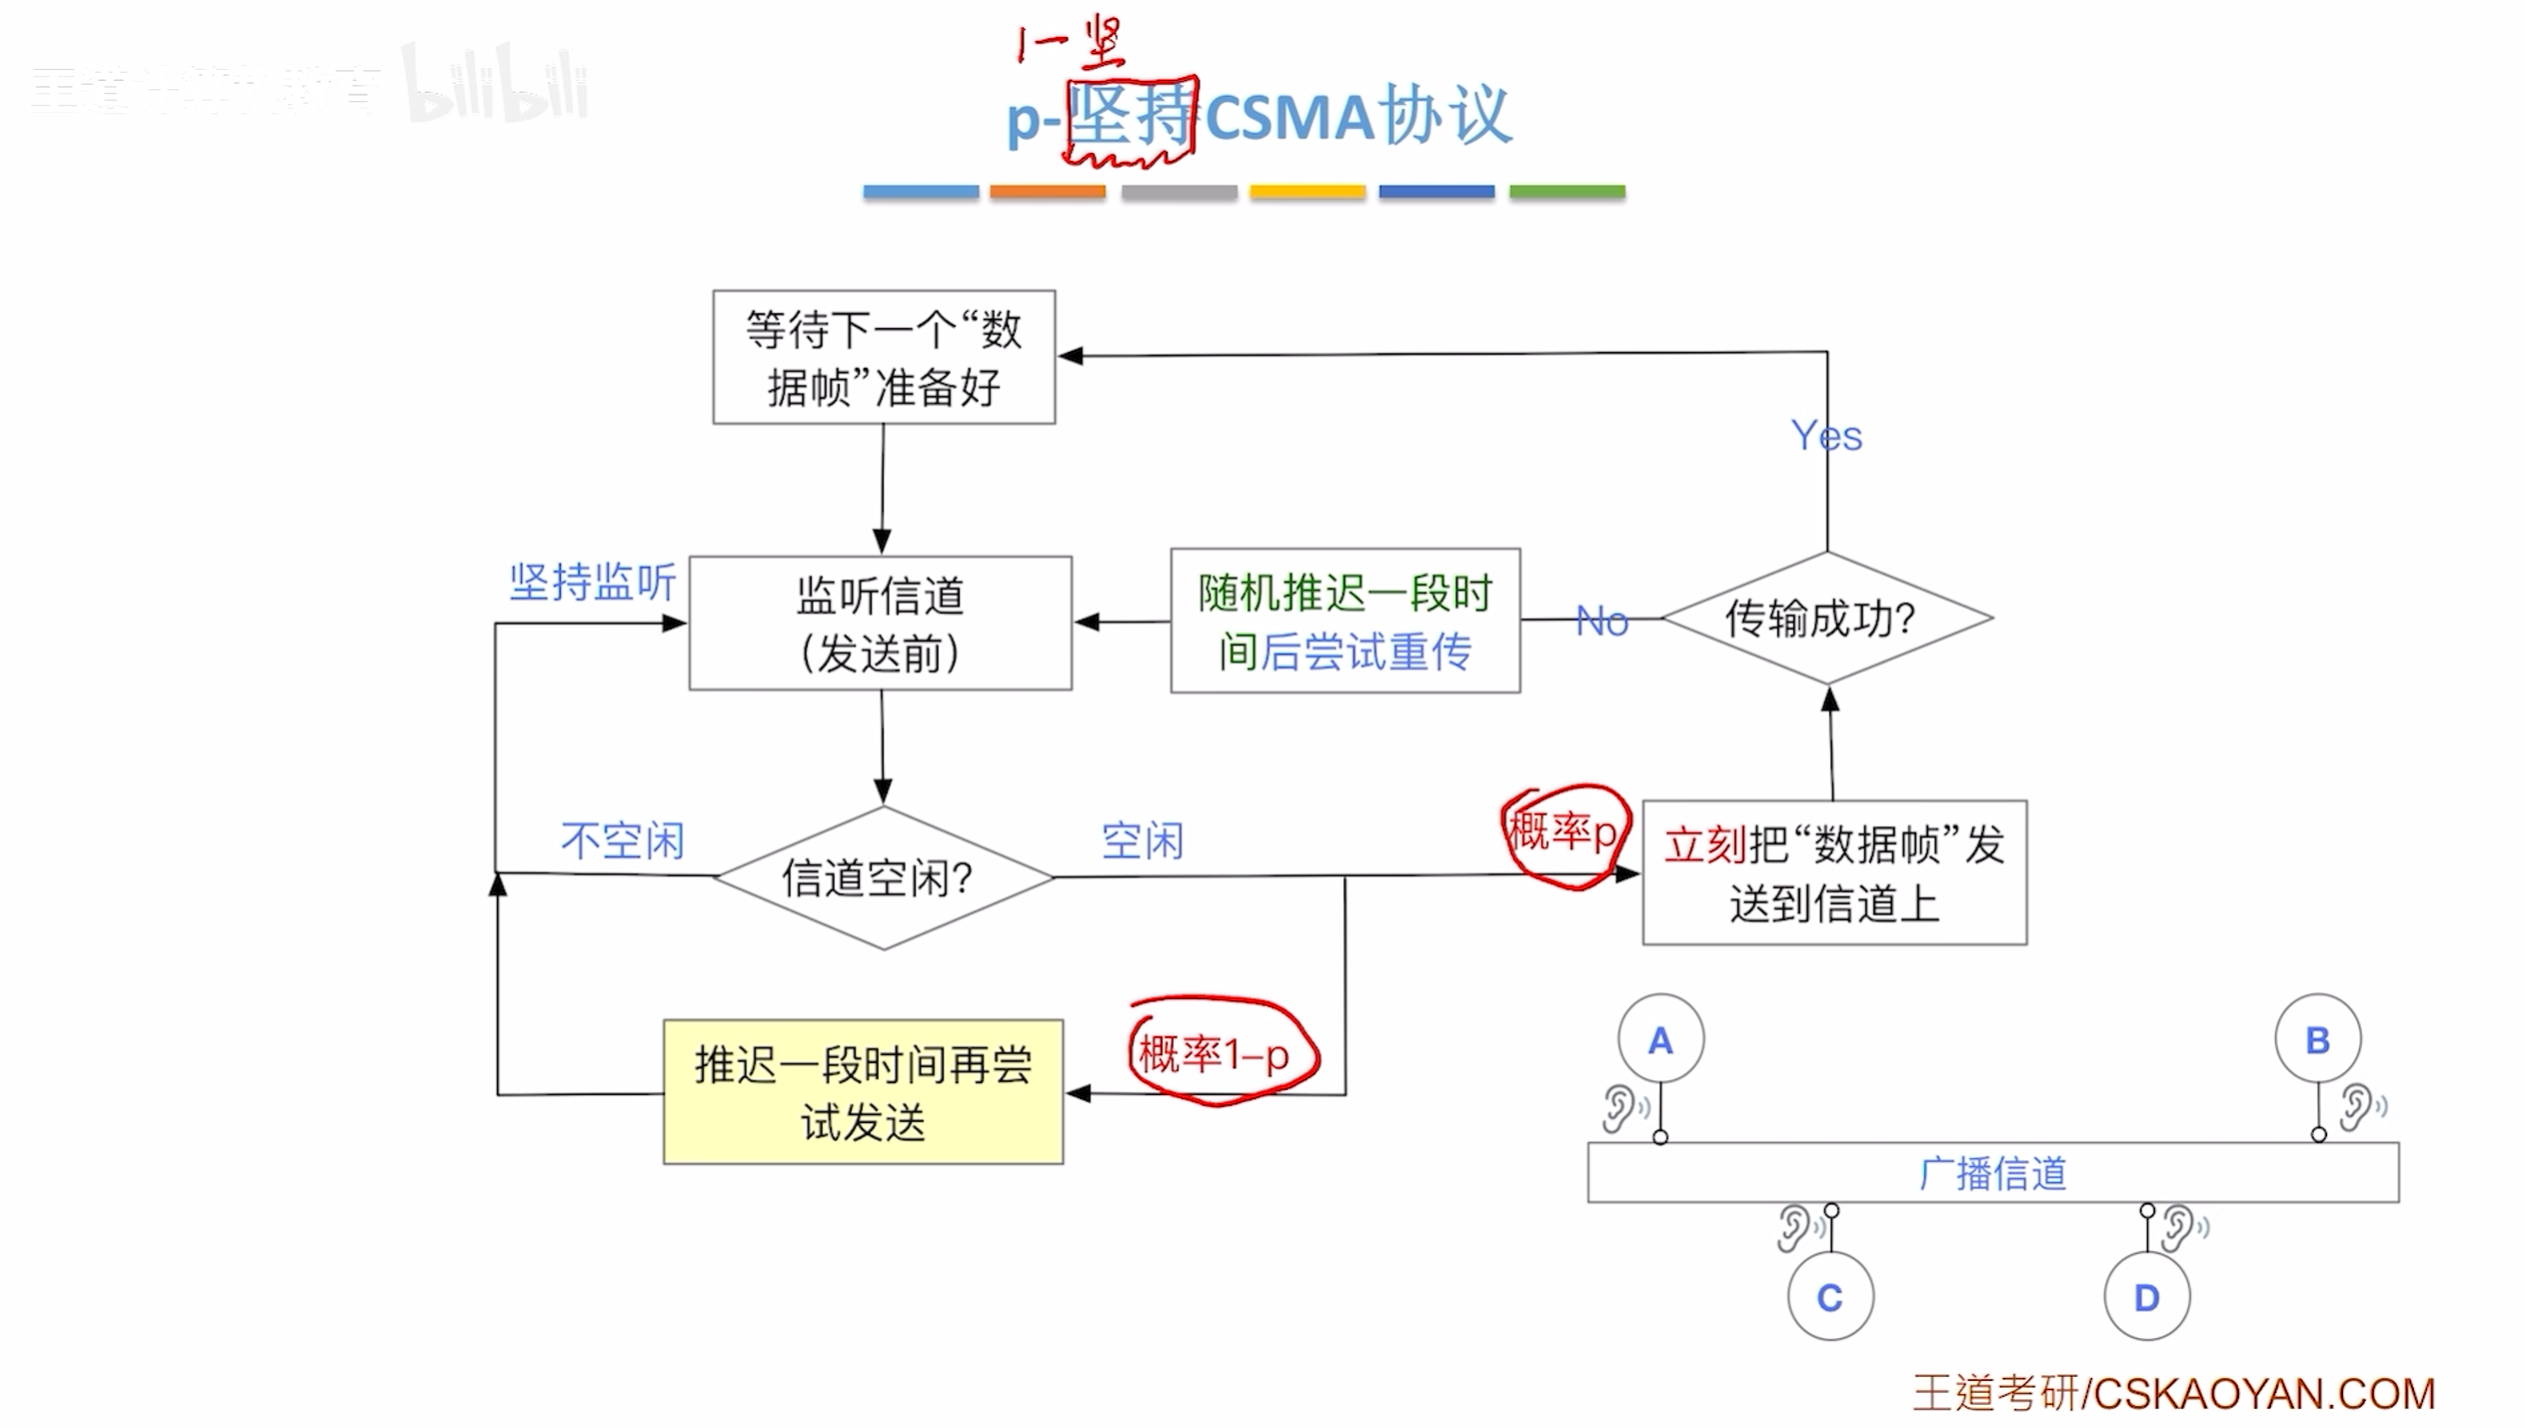 王道计算机教育 bilibili
1-坚
p-坚持CSMA协议
等待下一个“数
据帧”准备好
Yes
坚持监听
监听信道
(发送前)
随机推迟一段时
间后尝试重传
No
传输成功?
不空闲
信道空闲?
空闲
概率p
立刻把“数据帧”发
送到信道上
推迟一段时间再尝
试发送
概率1-p
A
B
广播信道
C
D
王道考研/CSKAOYAN.COM